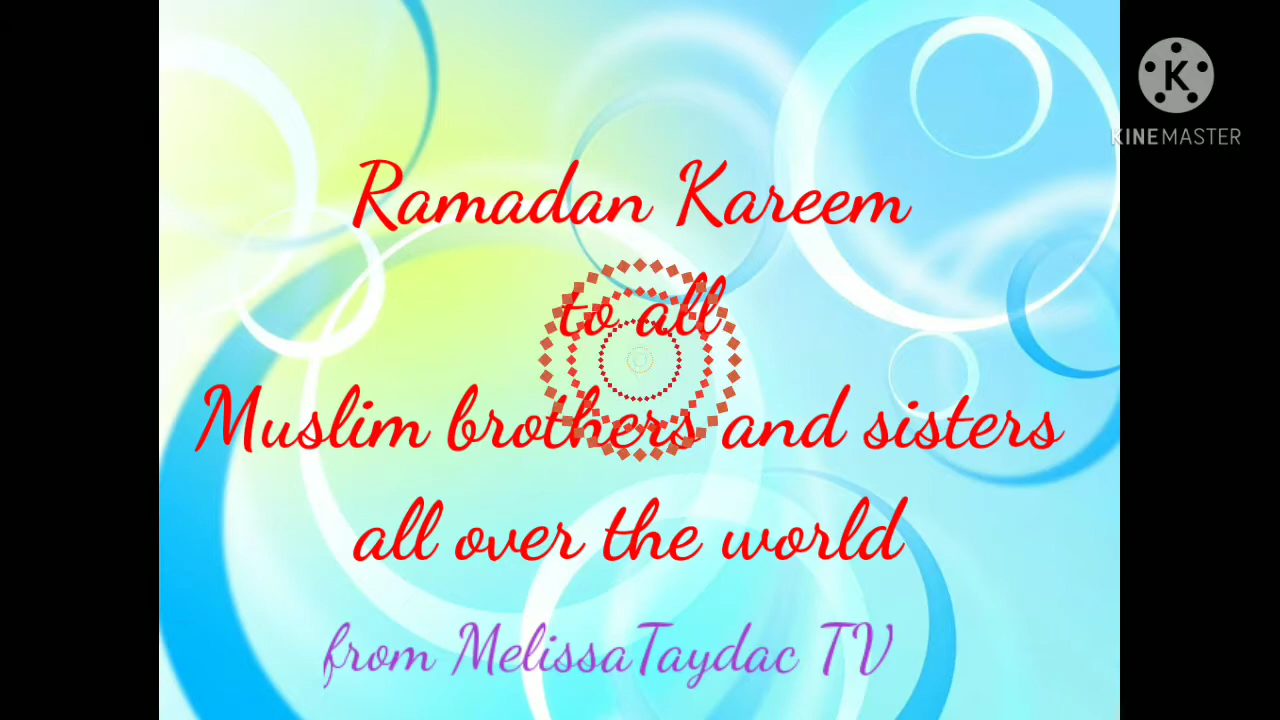 Ramadan Kareem
to all
Muslim brothers and sisters
all over the world
from MelissaTaydac TV
K
KINEMASTER